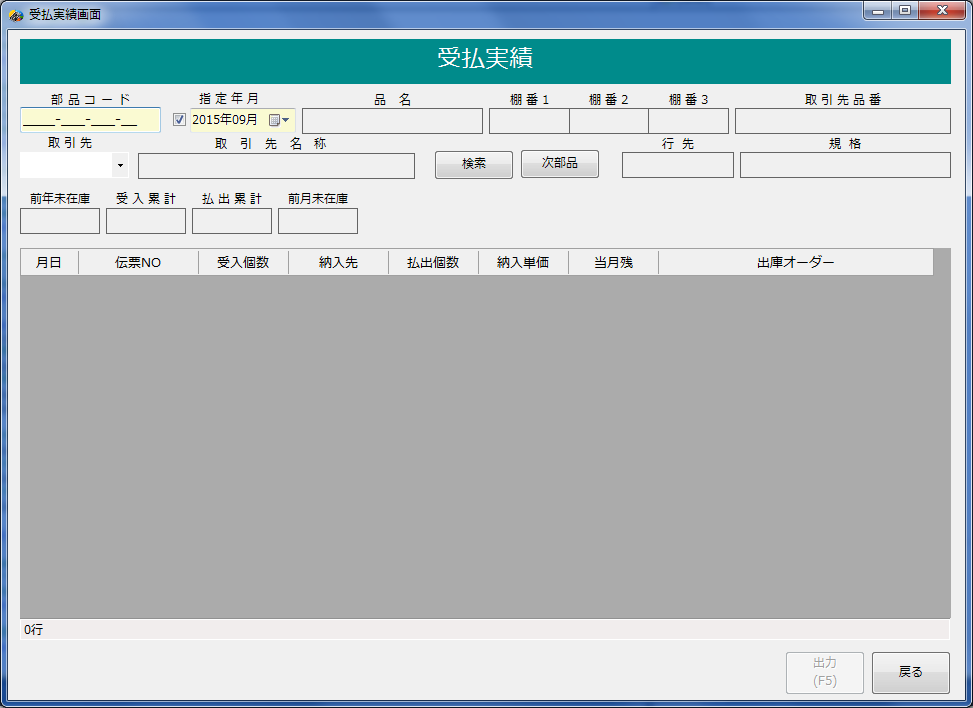 受払実績画面
受払実績
部品コード 指定年月 品名 棚番1 棚番2 棚番3 取引先品番
____-___-___-__ 2015年09月
取引先 取引先名称 検索 次部品 行先 規格
前年末在庫 受入累計 払出累計 前月末在庫
月日 伝票NO 受入個数 納入先 払出個数 納入単価 当月残 出庫オーダー
0行
出力
(F5)
戻る